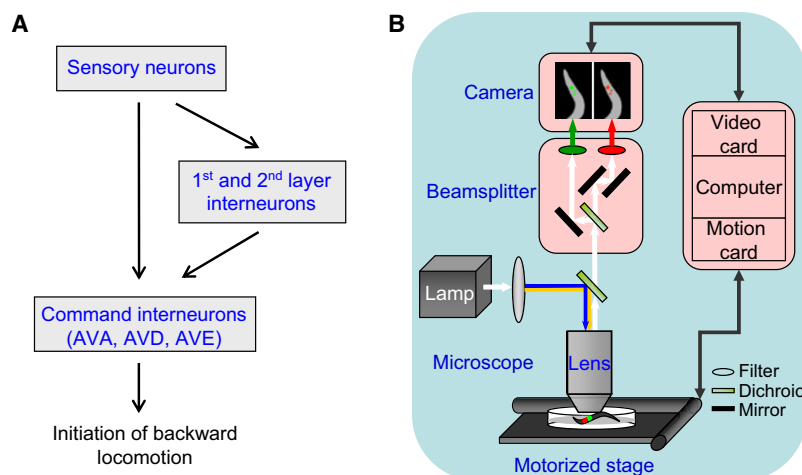 A
Sensory neurons
1st and 2nd layer
interneurons
Command interneurons
(AVA, AVD, AVE)
Initiation of backward
locomotion
B
Camera
Video
card
Computer
Motion
card
Beamsplitter
Lamp
Microscope
Lens
Filter
Dichroic
Mirror
Motorized stage